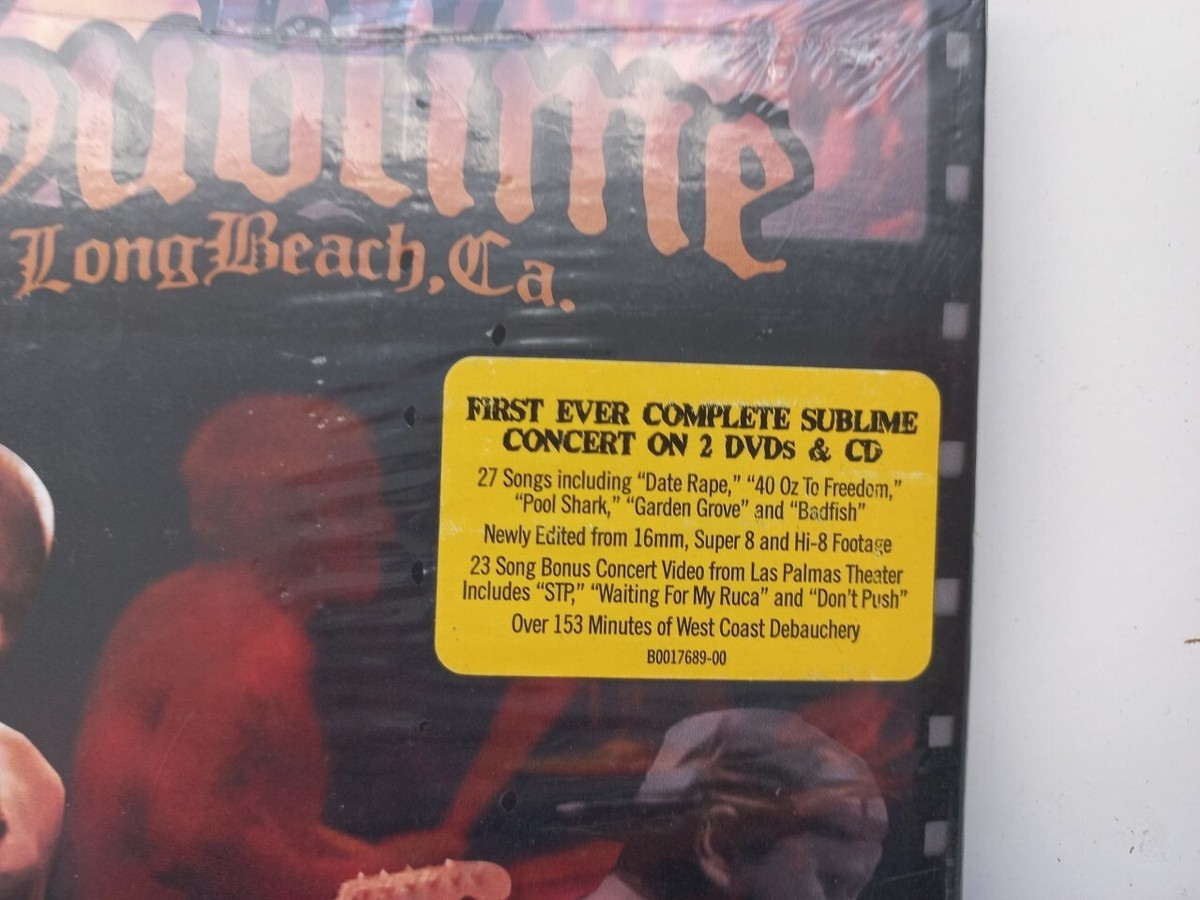 Sublime
Long Beach, Ca.
FIRST EVER COMPLETE SUBLIME
CONCERT ON 2 DVDs & CD
27 Songs including “Date Rape,” “40 Oz To Freedom,”
“Pool Shark,” “Garden Grove” and “Badfish”
Newly Edited from 16mm, Super 8 and Hi-8 Footage
23 Song Bonus Concert Video from Las Palmas Theater
Includes “STP,” “Waiting For My Ruca” and “Don't Push”
Over 153 Minutes of West Coast Debauchery
B0017689-00